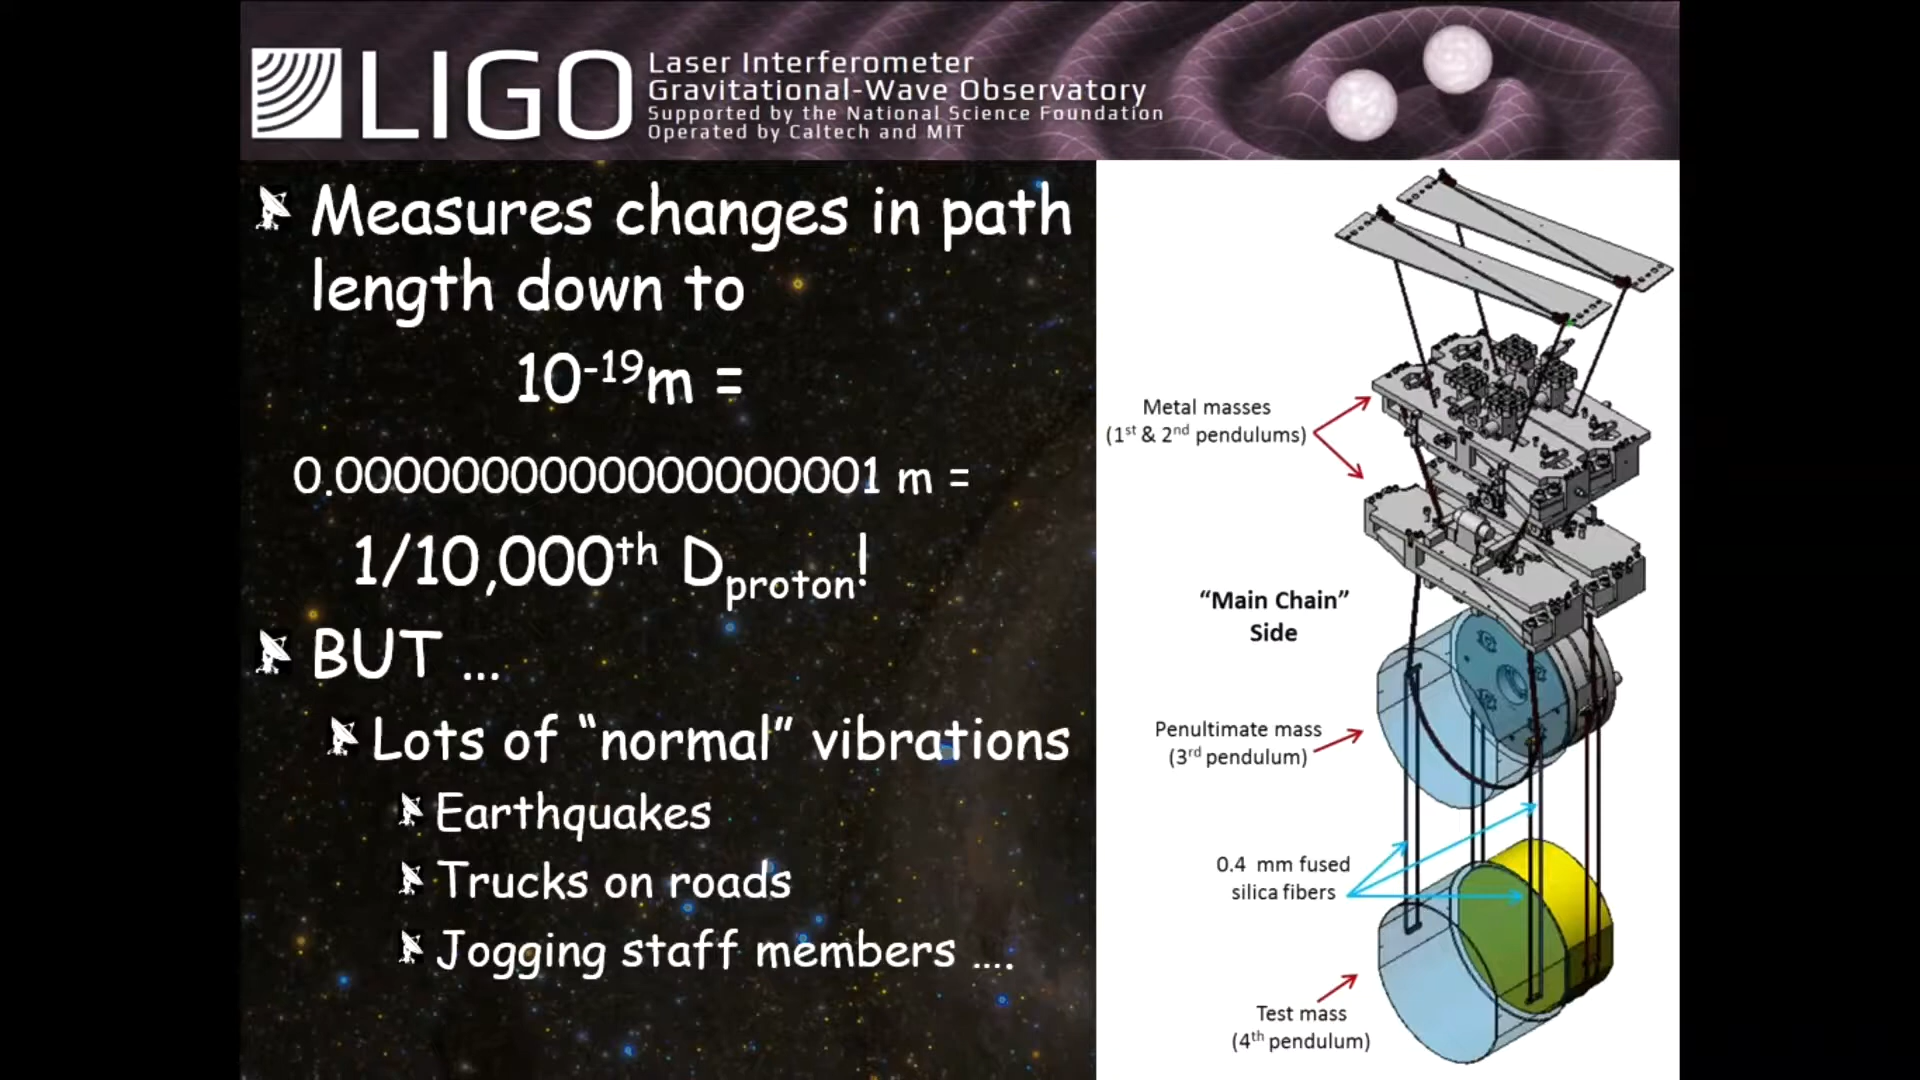 LIGO
Laser Interferometer
Gravitational-Wave Observatory
Supported by the National Science Foundation
Operated by Caltech and MIT
Measures changes in path
length down to
10⁻¹⁹m =
0.0000000000000000001 m =
1/10,000ᵗʰ Dproton!
BUT ...
Lots of “normal” vibrations
Earthquakes
Trucks on roads
Jogging staff members ....
Metal masses
(1ˢᵗ & 2ⁿᵈ pendulums)
“Main Chain”
Side
Penultimate mass
(3ʳᵈ pendulum)
0.4 mm fused
silica fibers
Test mass
(4ᵗʰ pendulum)